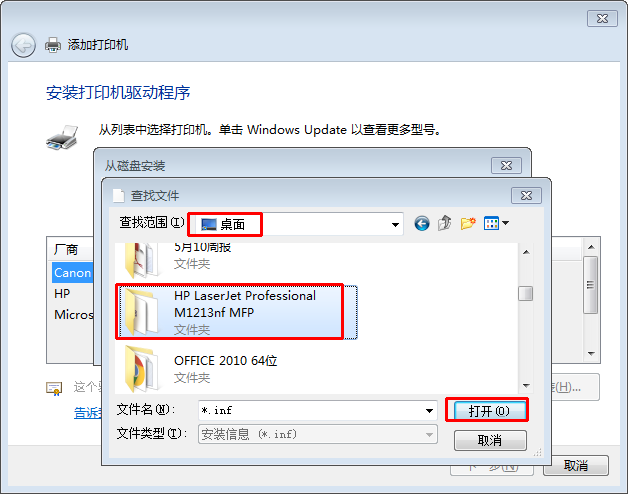 添加打印机
安装打印机驱动程序
从列表中选择打印机。单击 Windows Update 以查看更多型号。
从磁盘安装
查找文件
查找范围(I):
桌面
厂商
Canon
HP
Micros
5月10周报
文件夹
HP LaserJet Professional
M1213nf MFP
文件夹
OFFICE 2010 64位
文件夹
这个
(H)...
告诉
文件名(N):
*.inf
打开(O)
文件类型(T):
安装信息 (*.inf)
取消
下一步(N)
取消